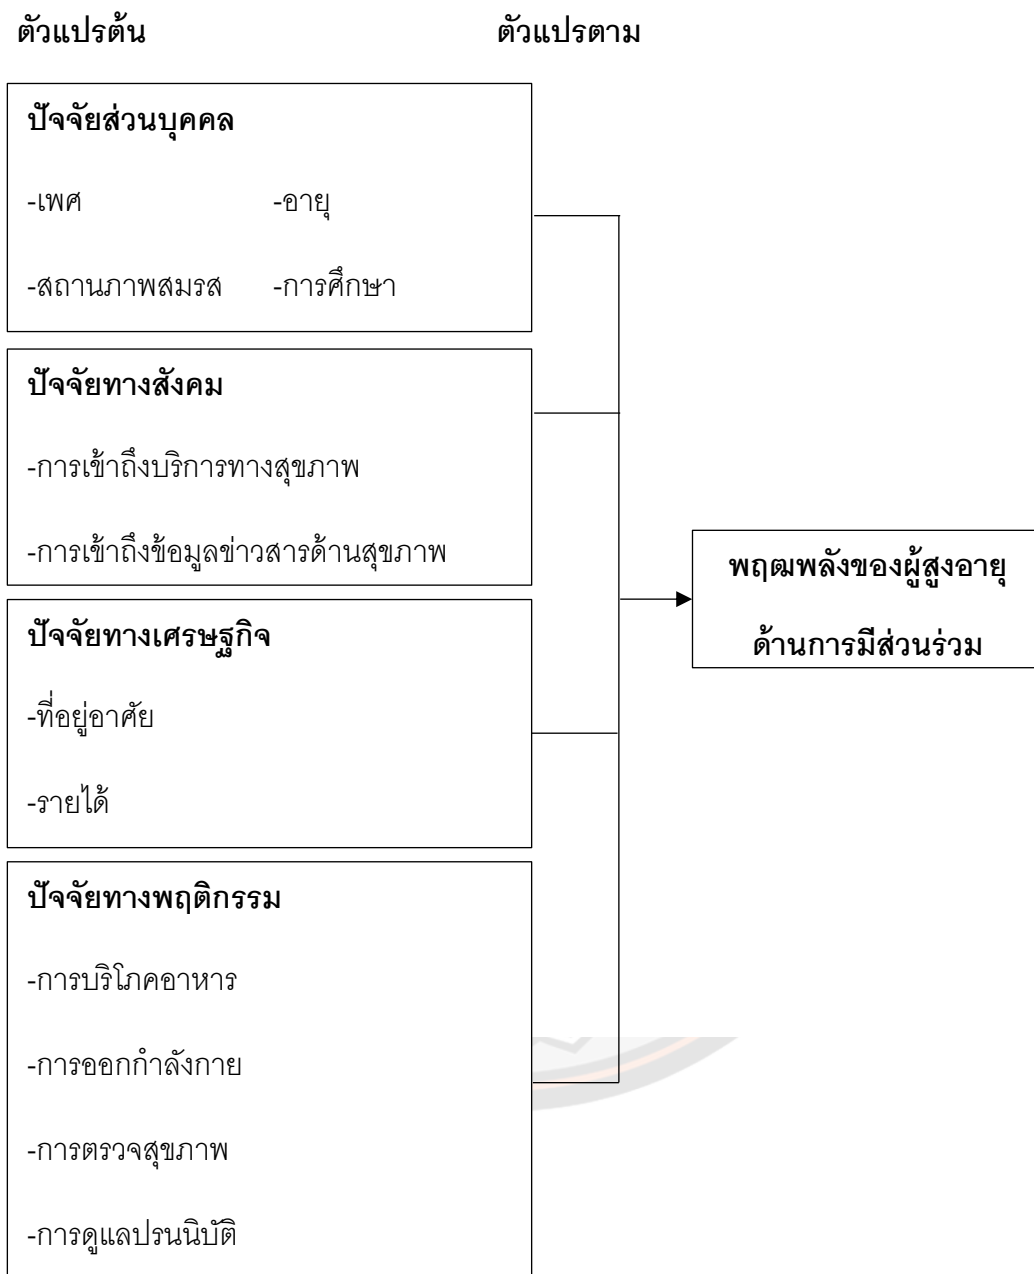 ตัวแปรต้น ตัวแปรตาม
ปัจจัยส่วนบุคคล
-เพศ -อายุ
-สถานภาพสมรส -การศึกษา
ปัจจัยทางสังคม
-การเข้าถึงบริการทางสุขภาพ
-การเข้าถึงข้อมูลข่าวสารด้านสุขภาพ
ปัจจัยทางเศรษฐกิจ
-ที่อยู่อาศัย
-รายได้
ปัจจัยทางพฤติกรรม
-การบริโภคอาหาร
-การออกกำลังกาย
-การตรวจสุขภาพ
-การดูแลปรนนิบัติ
พฤฒพลังของผู้สูงอายุ
ด้านการมีส่วนร่วม